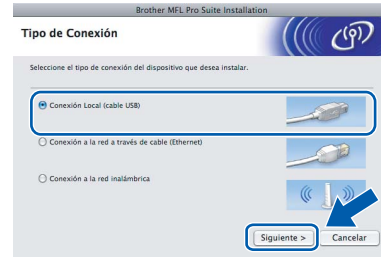 Brother MFL Pro Suite Installation
Tipo de Conexión
Seleccione el tipo de conexión del dispositivo que desea instalar.
Conexión Local (cable USB)
Conexión a la red a través de cable (Ethernet)
Conexión a la red inalámbrica
Siguiente >
Cancelar